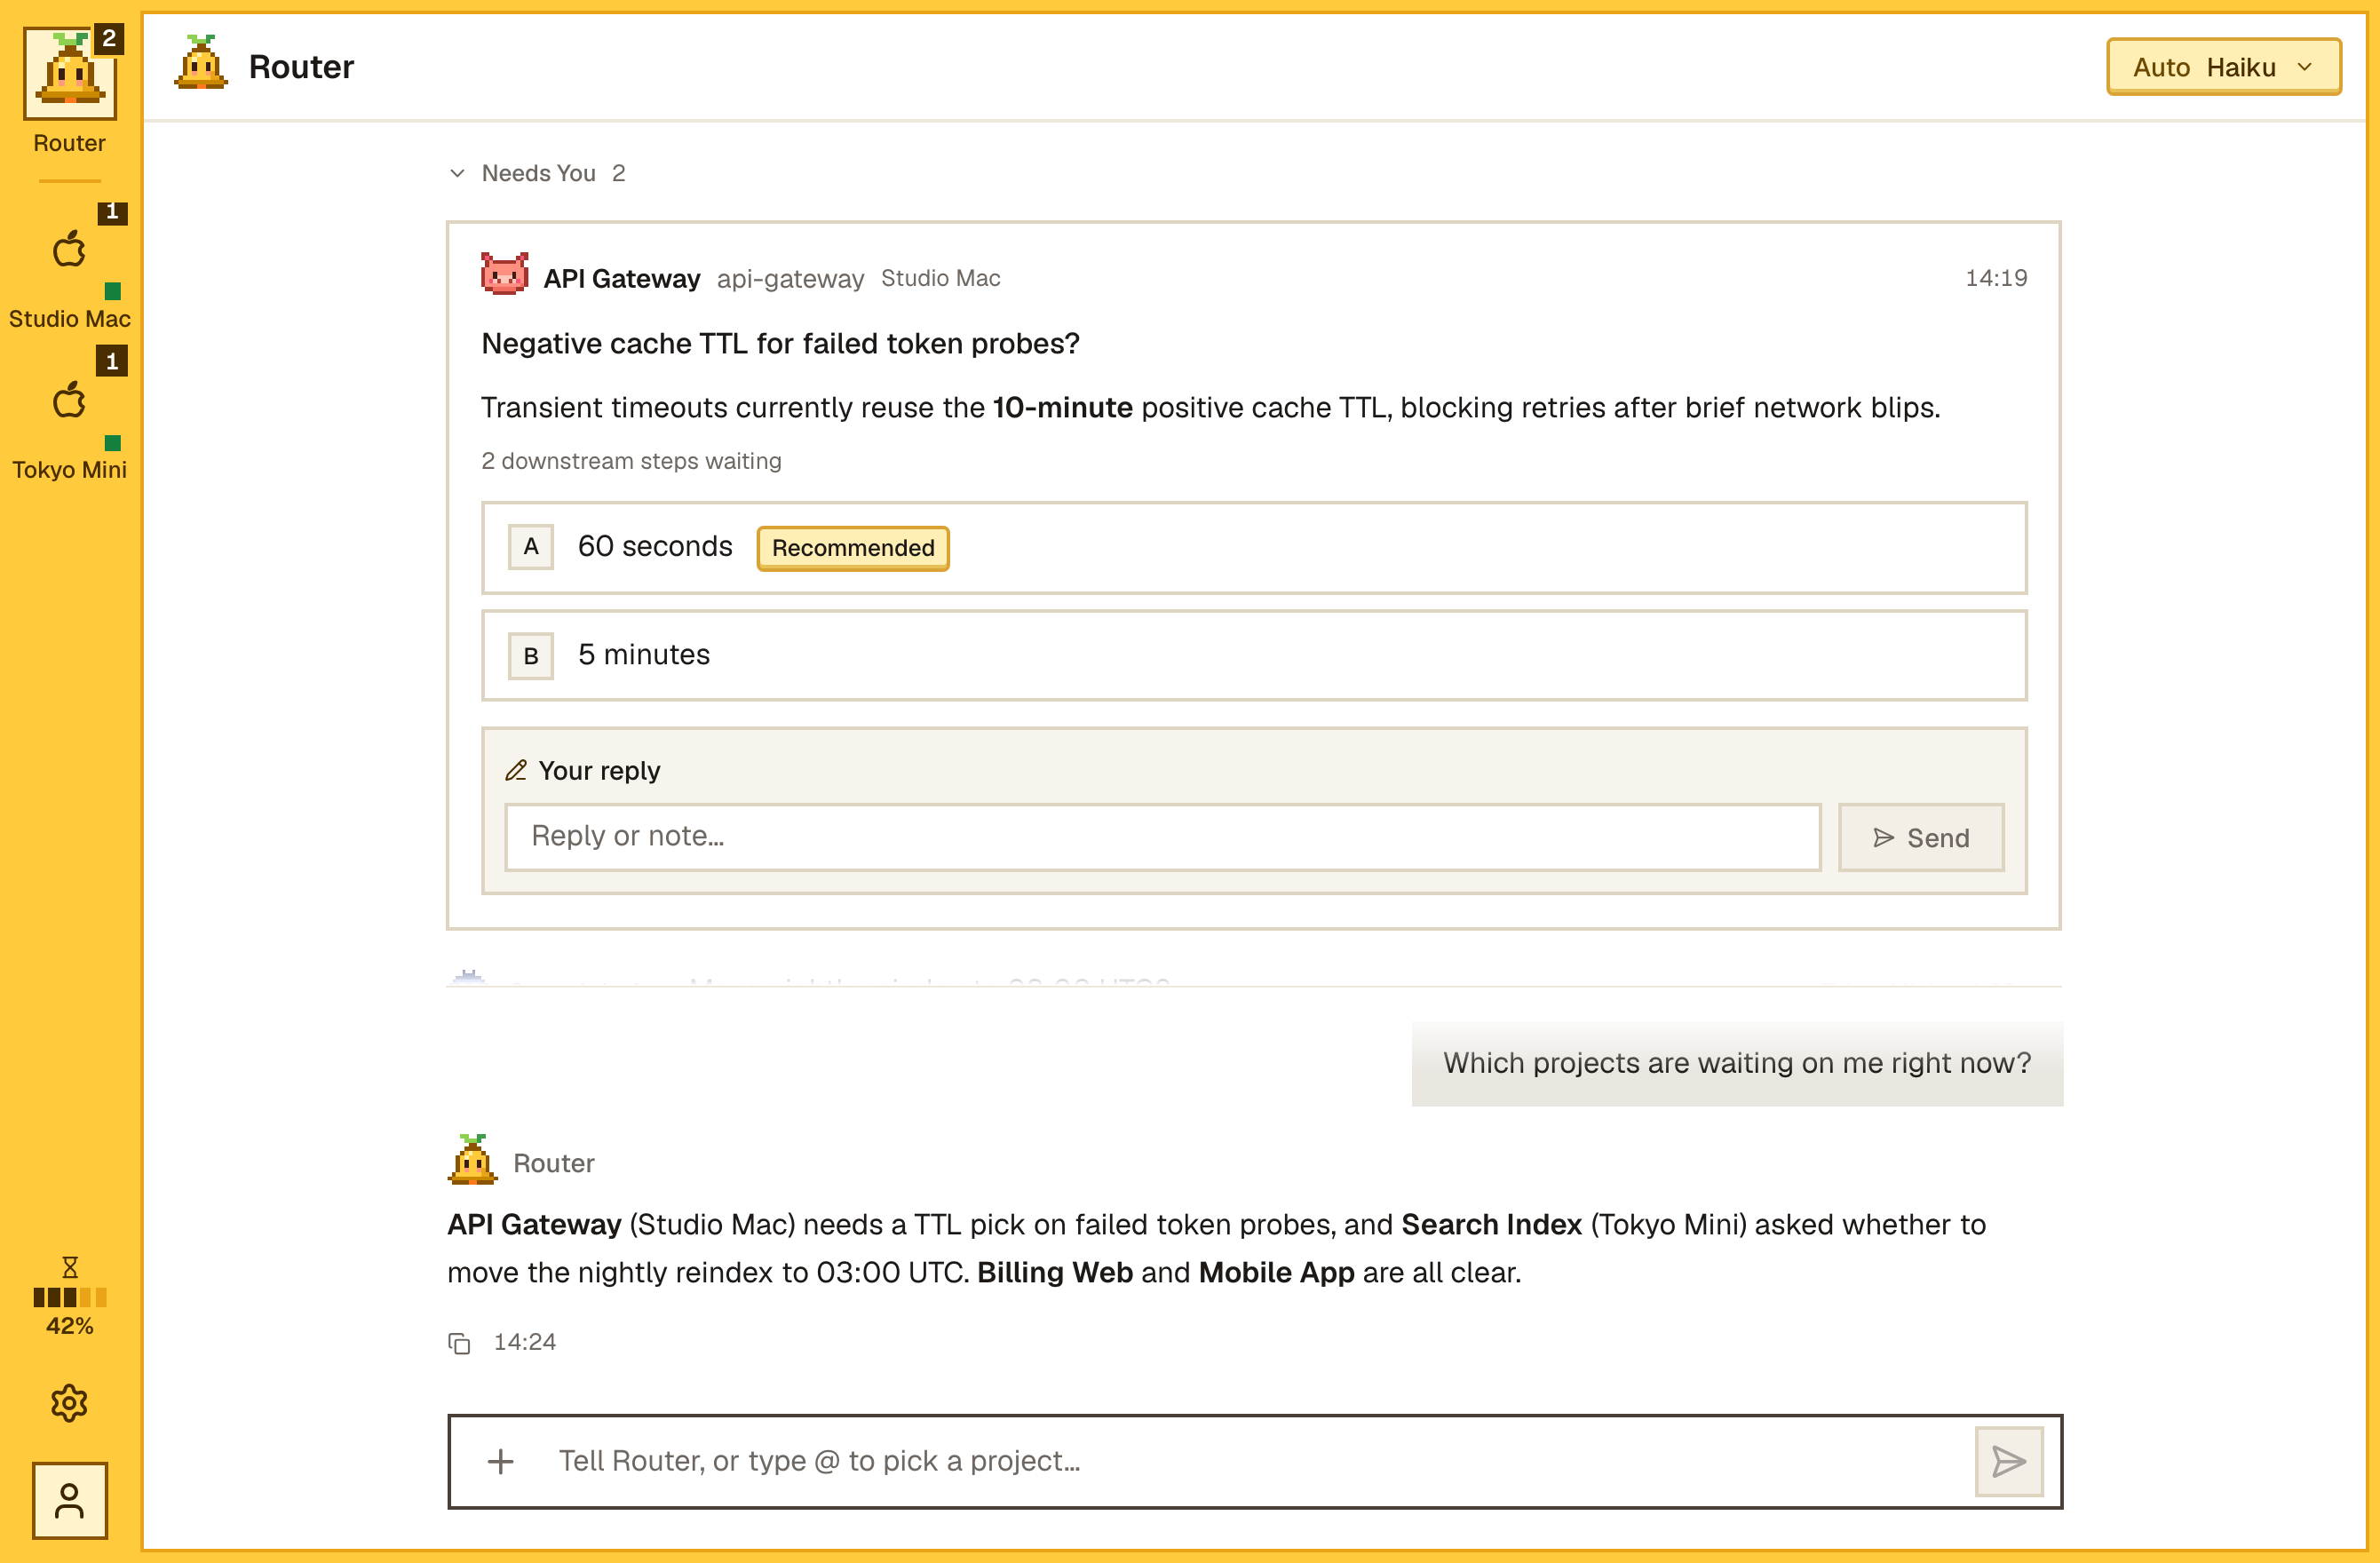 2
Router
1
Studio Mac
1
Tokyo Mini
42%
Router
Auto Haiku
Needs You 2
API Gateway api-gateway Studio Mac 14:19
Negative cache TTL for failed token probes?
Transient timeouts currently reuse the 10-minute positive cache TTL, blocking retries after brief network blips.
2 downstream steps waiting
A 60 seconds Recommended
B 5 minutes
Your reply
Reply or note...
Send
Which projects are waiting on me right now?
Router
API Gateway (Studio Mac) needs a TTL pick on failed token probes, and Search Index (Tokyo Mini) asked whether to
move the nightly reindex to 03:00 UTC. Billing Web and Mobile App are all clear.
14:24
Tell Router, or type @ to pick a project...